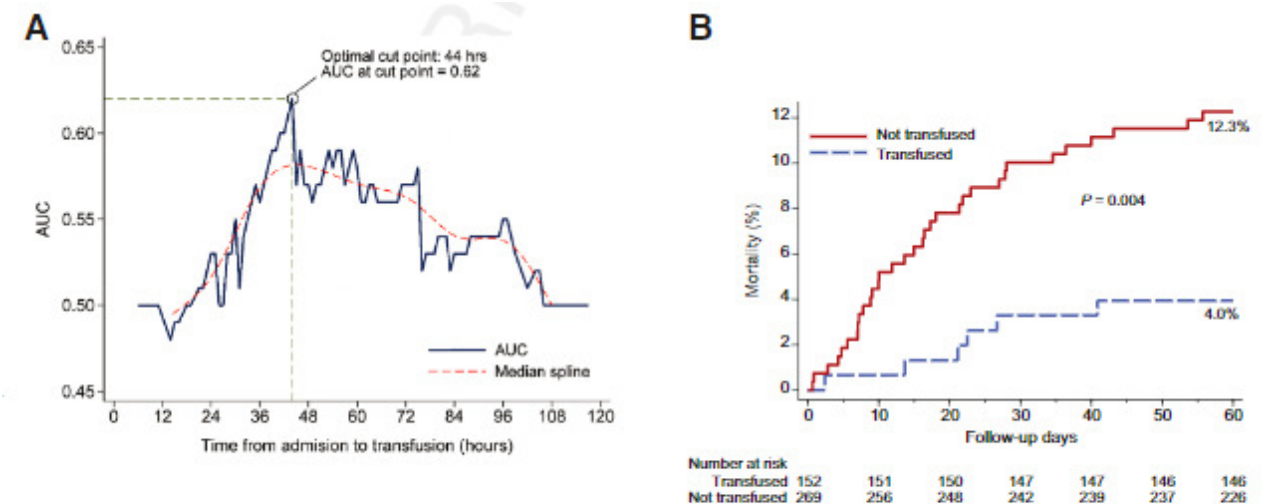 A
0.65
0.60
0.55
0.50
0.45
AUC
Optimal cut point: 44 hrs
AUC at cut point = 0.62
AUC
Median spline
0 12 24 36 48 60 72 84 96 108 120
Time from admision to transfusion (hours)
B
12
10
8
6
4
2
0
Mortality (%)
Not transfused
Transfused
12.3%
P = 0.004
4.0%
0 10 20 30 40 50 60
Follow-up days
Number at risk
Transfused 152 151 150 147 147 146 146
Not transfused 269 256 248 242 239 237 226